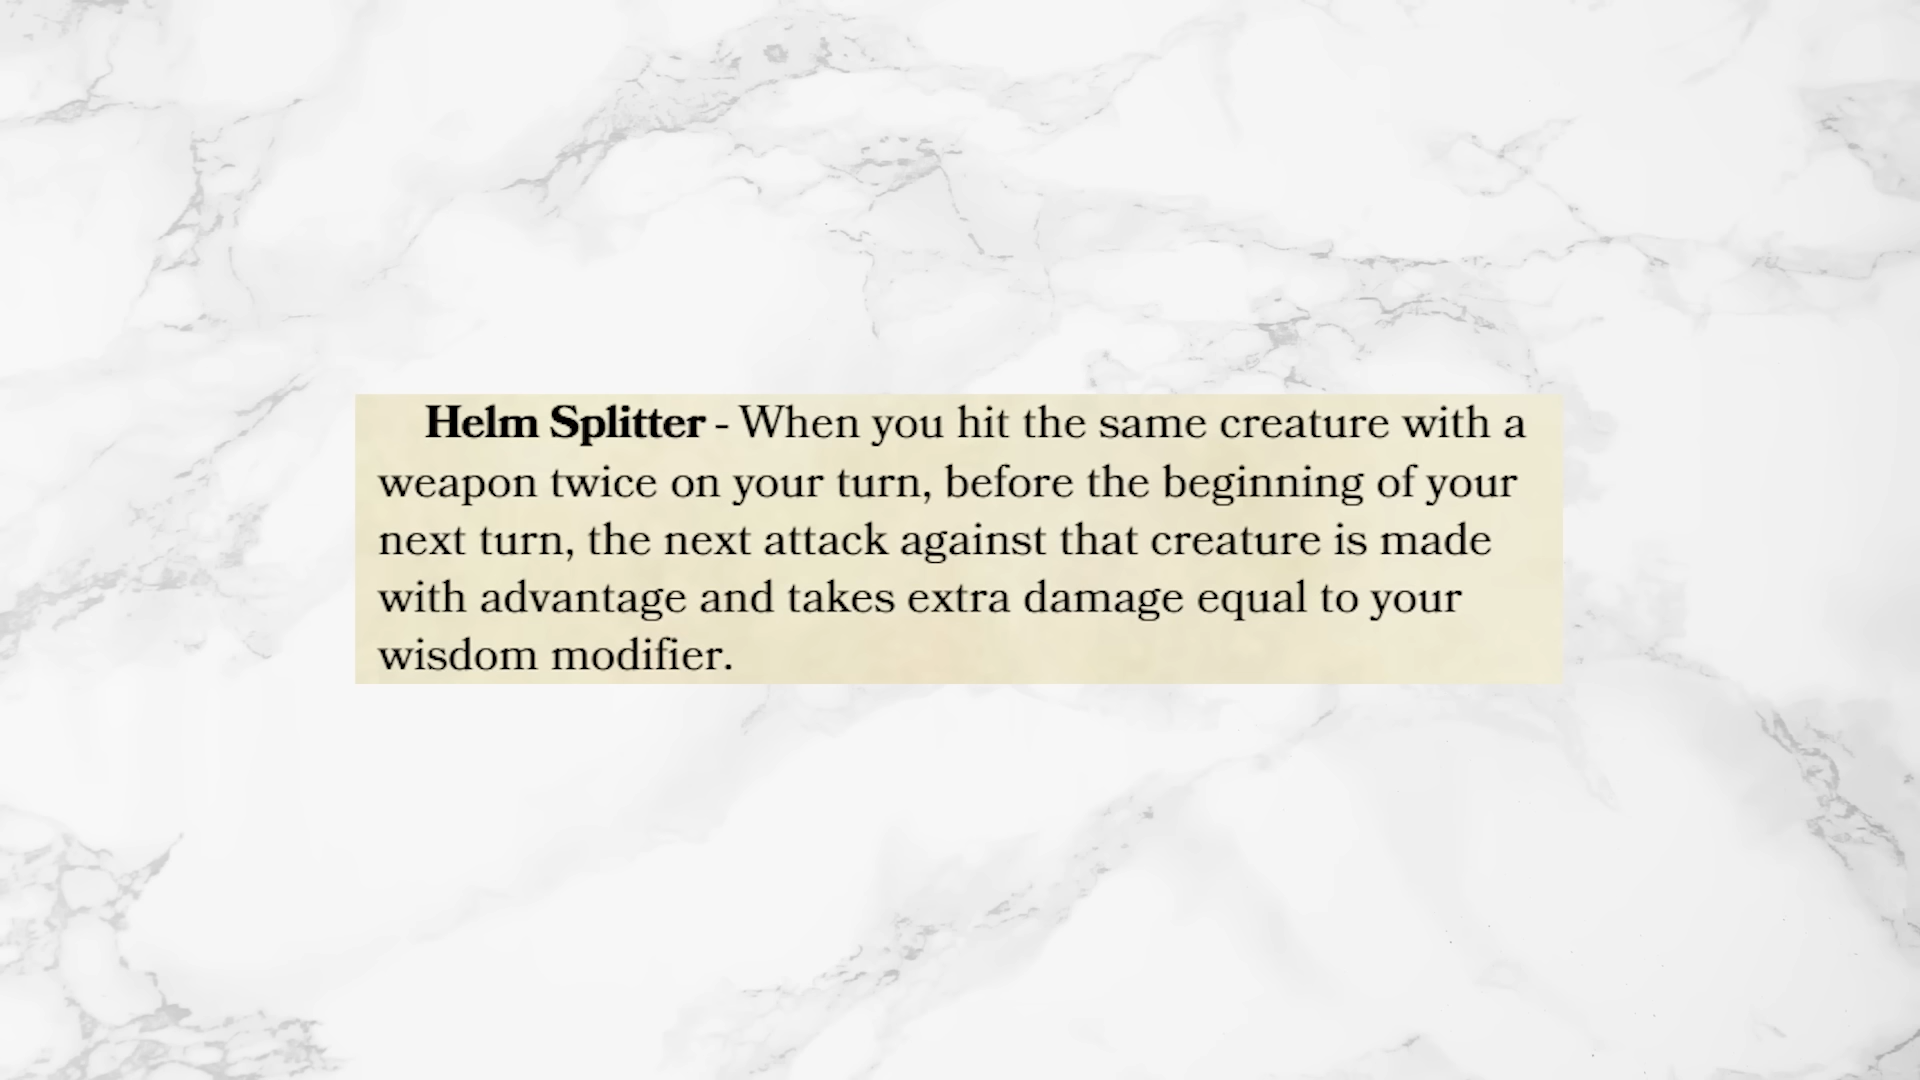 Helm Splitter - When you hit the same creature with a
weapon twice on your turn, before the beginning of your
next turn, the next attack against that creature is made
with advantage and takes extra damage equal to your
wisdom modifier.